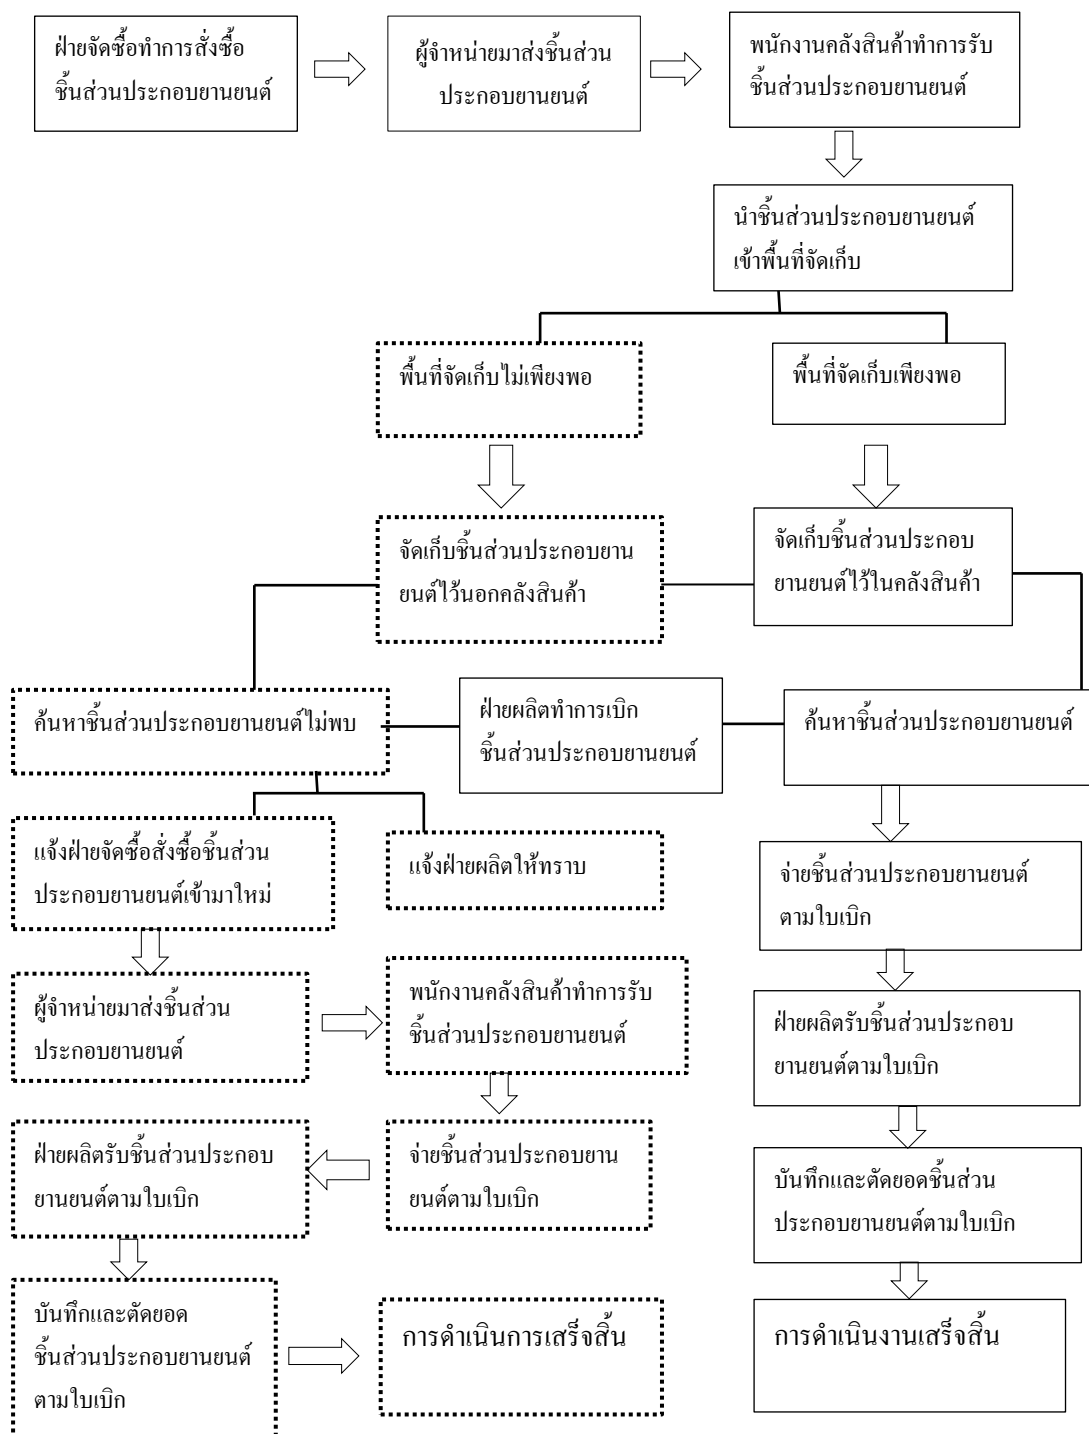 ฝ่ายจัดซื้อทำการสั่งซื้อ
ชิ้นส่วนประกอบยานยนต์
ผู้จำหน่ายมาส่งชิ้นส่วน
ประกอบยานยนต์
พนักงานคลังสินค้าทำการรับ
ชิ้นส่วนประกอบยานยนต์
นำชิ้นส่วนประกอบยานยนต์
เข้าพื้นที่จัดเก็บ
พื้นที่จัดเก็บไม่เพียงพอ
พื้นที่จัดเก็บเพียงพอ
จัดเก็บชิ้นส่วนประกอบยาน
ยนต์ไว้นอกคลังสินค้า
จัดเก็บชิ้นส่วนประกอบ
ยานยนต์ไว้ในคลังสินค้า
ค้นหาชิ้นส่วนประกอบยานยนต์ไม่พบ
ฝ่ายผลิตทำการเบิก
ชิ้นส่วนประกอบยานยนต์
ค้นหาชิ้นส่วนประกอบยานยนต์
แจ้งฝ่ายจัดซื้อสั่งซื้อชิ้นส่วน
ประกอบยานยนต์เข้ามาใหม่
แจ้งฝ่ายผลิตให้ทราบ
จ่ายชิ้นส่วนประกอบยานยนต์
ตามใบเบิก
ผู้จำหน่ายมาส่งชิ้นส่วน
ประกอบยานยนต์
พนักงานคลังสินค้าทำการรับ
ชิ้นส่วนประกอบยานยนต์
ฝ่ายผลิตรับชิ้นส่วนประกอบ
ยานยนต์ตามใบเบิก
ฝ่ายผลิตรับชิ้นส่วนประกอบ
ยานยนต์ตามใบเบิก
จ่ายชิ้นส่วนประกอบยาน
ยนต์ตามใบเบิก
บันทึกและตัดยอดชิ้นส่วน
ประกอบยานยนต์ตามใบเบิก
บันทึกและตัดยอด
ชิ้นส่วนประกอบยานยนต์
ตามใบเบิก
การดำเนินการเสร็จสิ้น
การดำเนินงานเสร็จสิ้น